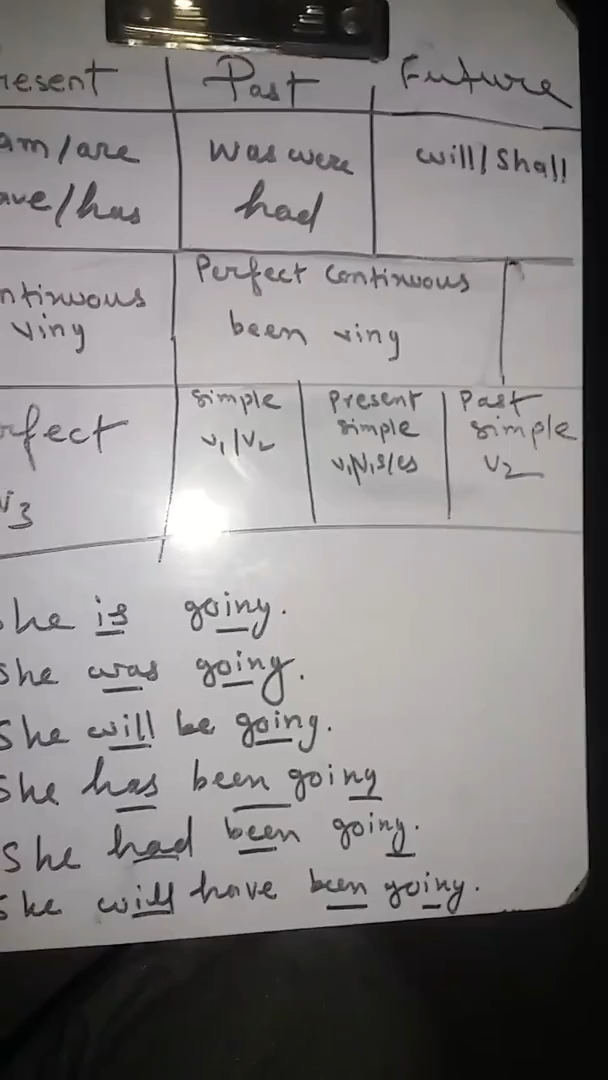 resent Past Future
am/are was were will/Shall
ave/has had
ntinuous Perfect continuous
ving been ving
simple Present Past
rfect simple simple
v1/V2 v1/v1s/es V2
V3
She is going.
She was going.
She will be going.
She has been going
She had been going.
She will have been going.